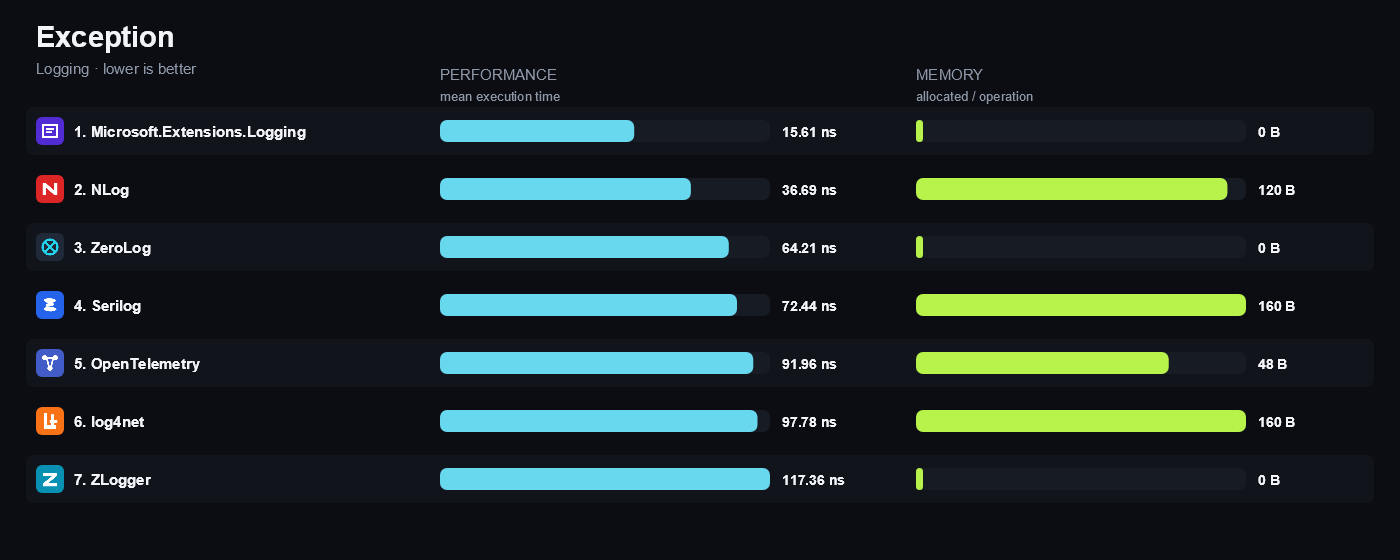 Exception
Logging · lower is better
PERFORMANCE
mean execution time
MEMORY
allocated / operation
1. Microsoft.Extensions.Logging 15.61 ns 0 B
2. NLog 36.69 ns 120 B
3. ZeroLog 64.21 ns 0 B
4. Serilog 72.44 ns 160 B
5. OpenTelemetry 91.96 ns 48 B
6. log4net 97.78 ns 160 B
7. ZLogger 117.36 ns 0 B